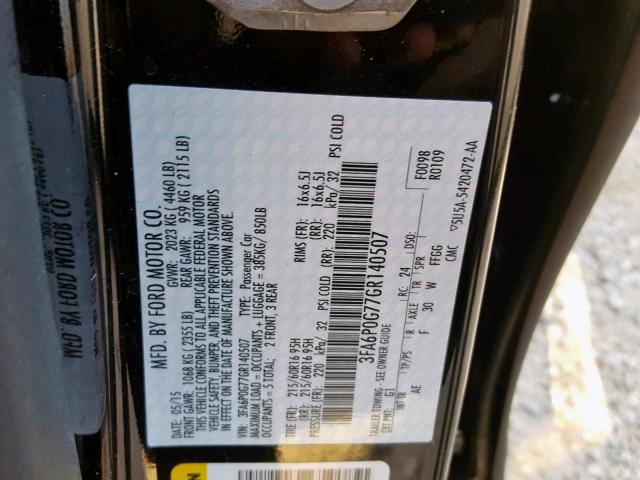 MFD. BY FORD MOTOR CO.
DATE: 05/15 GVWR: 2023 KG ( 4460 LB)
FRONT GAWR: 1068 KG ( 2355 LB) REAR GAWR: 959 KG ( 2115 LB)
THIS VEHICLE CONFORMS TO ALL APPLICABLE FEDERAL MOTOR
VEHICLE SAFETY, BUMPER, AND THEFT PREVENTION STANDARDS
IN EFFECT ON THE DATE OF MANUFACTURE SHOWN ABOVE.
VIN: 3FA6P0G77GR140507 TYPE: Passenger Car
MAXIMUM LOAD = OCCUPANTS + LUGGAGE = 385KG/ 850LB
OCCUPANTS = 5 TOTAL: 2 FRONT, 3 REAR
TIRE (FR): 215/60R16 95H RIMS (FR): 16x6.5J
(RR): 215/60R16 95H (RR): 16x6.5J
PRESSURE (FR): 220 kPa/ 32 PSI COLD (RR): 220 kPa/ 32 PSI COLD
3FA6P0G77GR140507
F0098
R0109
TRAILER TOWING - SEE OWNER GUIDE
EXT PNT: G1 RC: 24 DSO:
INT TR TP/PS R AXLE TR SPR
AE F 30 W FFGG
CMC 5U5A-5420472-AA
MFD. BY FORD MOTOR CO.